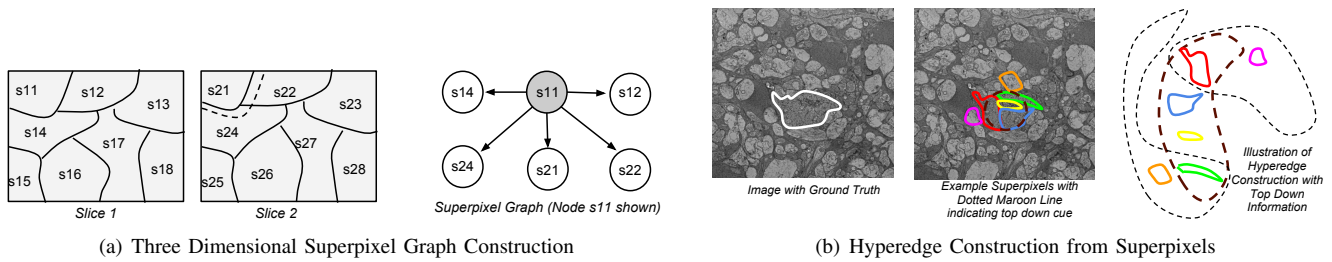 s11
s12
s13
s14
s17
s15
s16
s18
Slice 1
s21
s22
s23
s24
s27
s25
s26
s28
Slice 2
s14
s11
s12
s24
s21
s22
Superpixel Graph (Node s11 shown)
(a) Three Dimensional Superpixel Graph Construction
Image with Ground Truth
Example Superpixels with
Dotted Maroon Line
indicating top down cue
Illustration of
Hyperedge
Construction with
Top Down
Information
(b) Hyperedge Construction from Superpixels